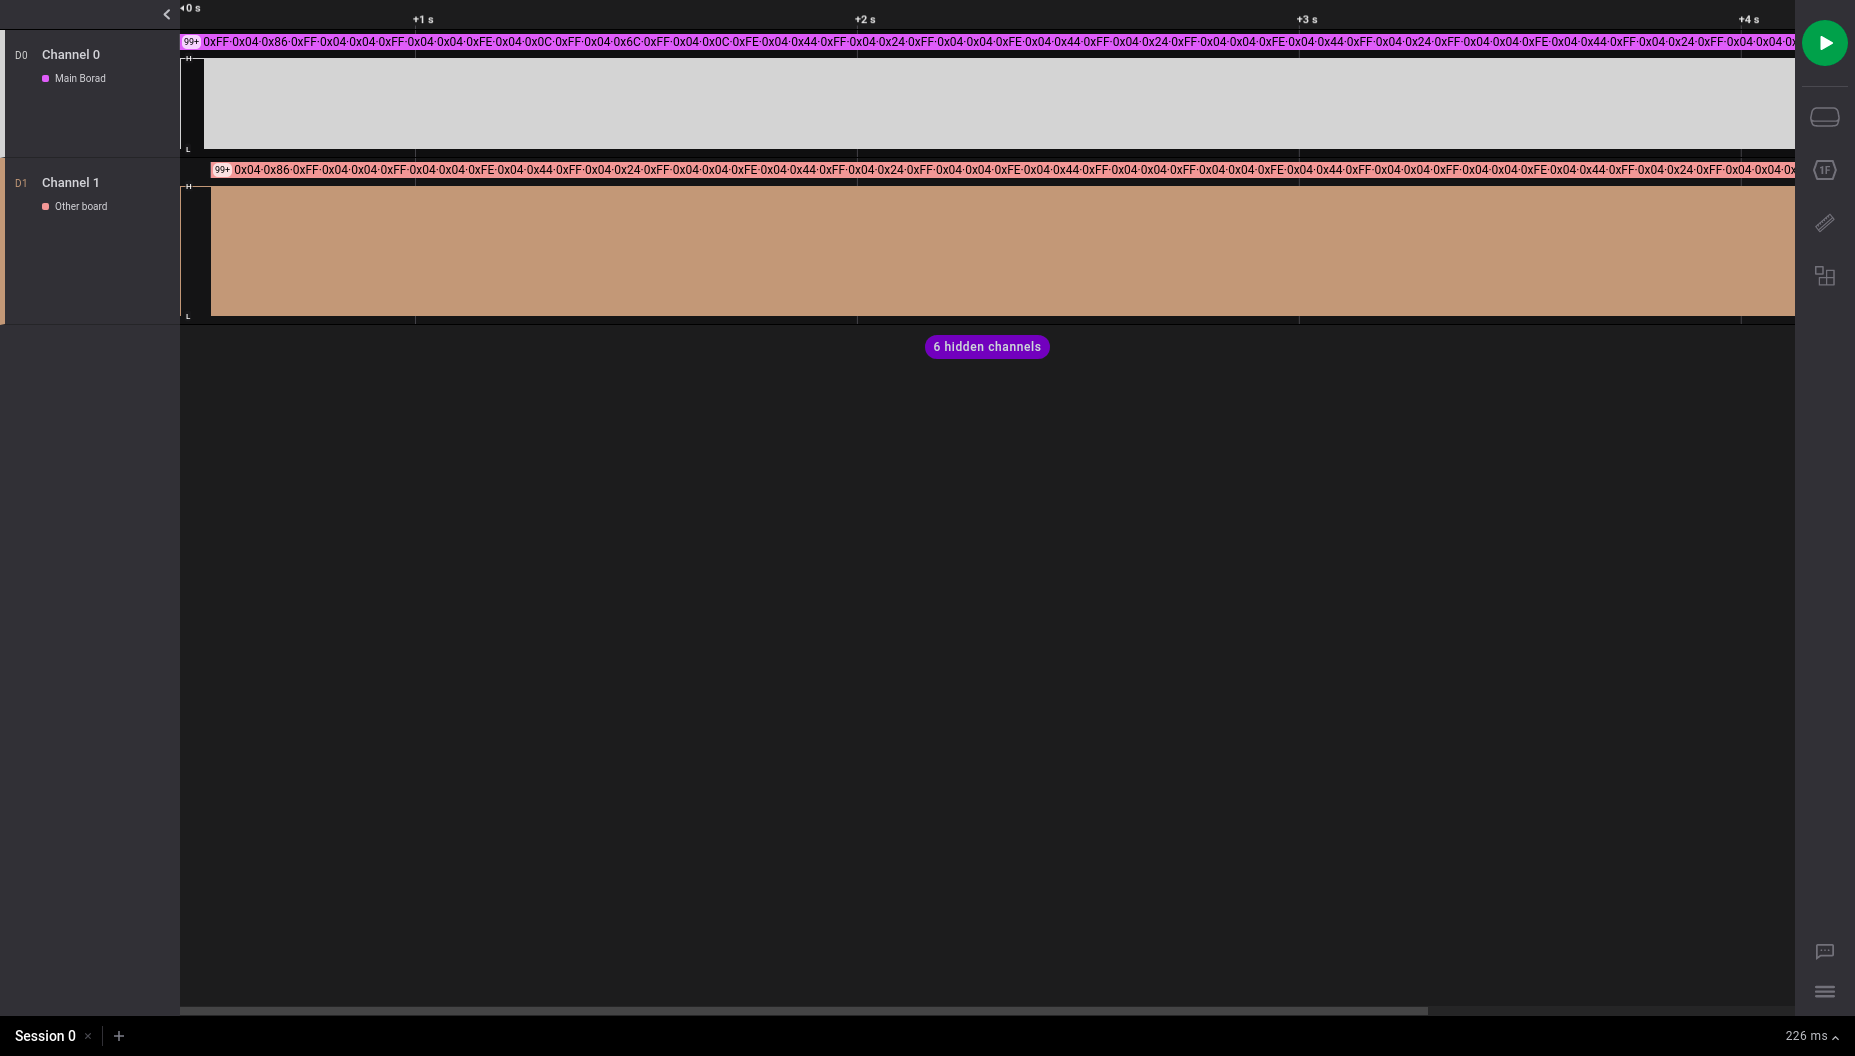 0 s
+1 s
+2 s
+3 s
+4 s
99+ 0xFF·0x04·0x86·0xFF·0x04·0x04·0xFF·0x04·0x04·0xFE·0x04·0x0C·0xFF·0x04·0x6C·0xFF·0x04·0x0C·0xFE·0x04·0x44·0xFF·0x04·0x24·0xFF·0x04·0x04·0xFE·0x04·0x44·0xFF·0x04·0x24·0xFF·0x04·0x04·0xFE·0x04·0x44·0xFF·0x04·0x24·0xFF·0x04·0x04·0xFE·0x04·0x44·0xFF·0x04·0x24·0xFF·0x04·0x04·0x
D0 Channel 0
Main Borad
H
L
99+ 0x04·0x86·0xFF·0x04·0x04·0xFF·0x04·0x04·0xFE·0x04·0x44·0xFF·0x04·0x24·0xFF·0x04·0x04·0xFE·0x04·0x44·0xFF·0x04·0x24·0xFF·0x04·0x04·0xFE·0x04·0x44·0xFF·0x04·0x04·0xFF·0x04·0x04·0xFE·0x04·0x44·0xFF·0x04·0x04·0xFF·0x04·0x04·0xFE·0x04·0x44·0xFF·0x04·0x24·0xFF·0x04·0x04·0x
D1 Channel 1
Other board
H
L
1F
6 hidden channels
Session 0
226 ms